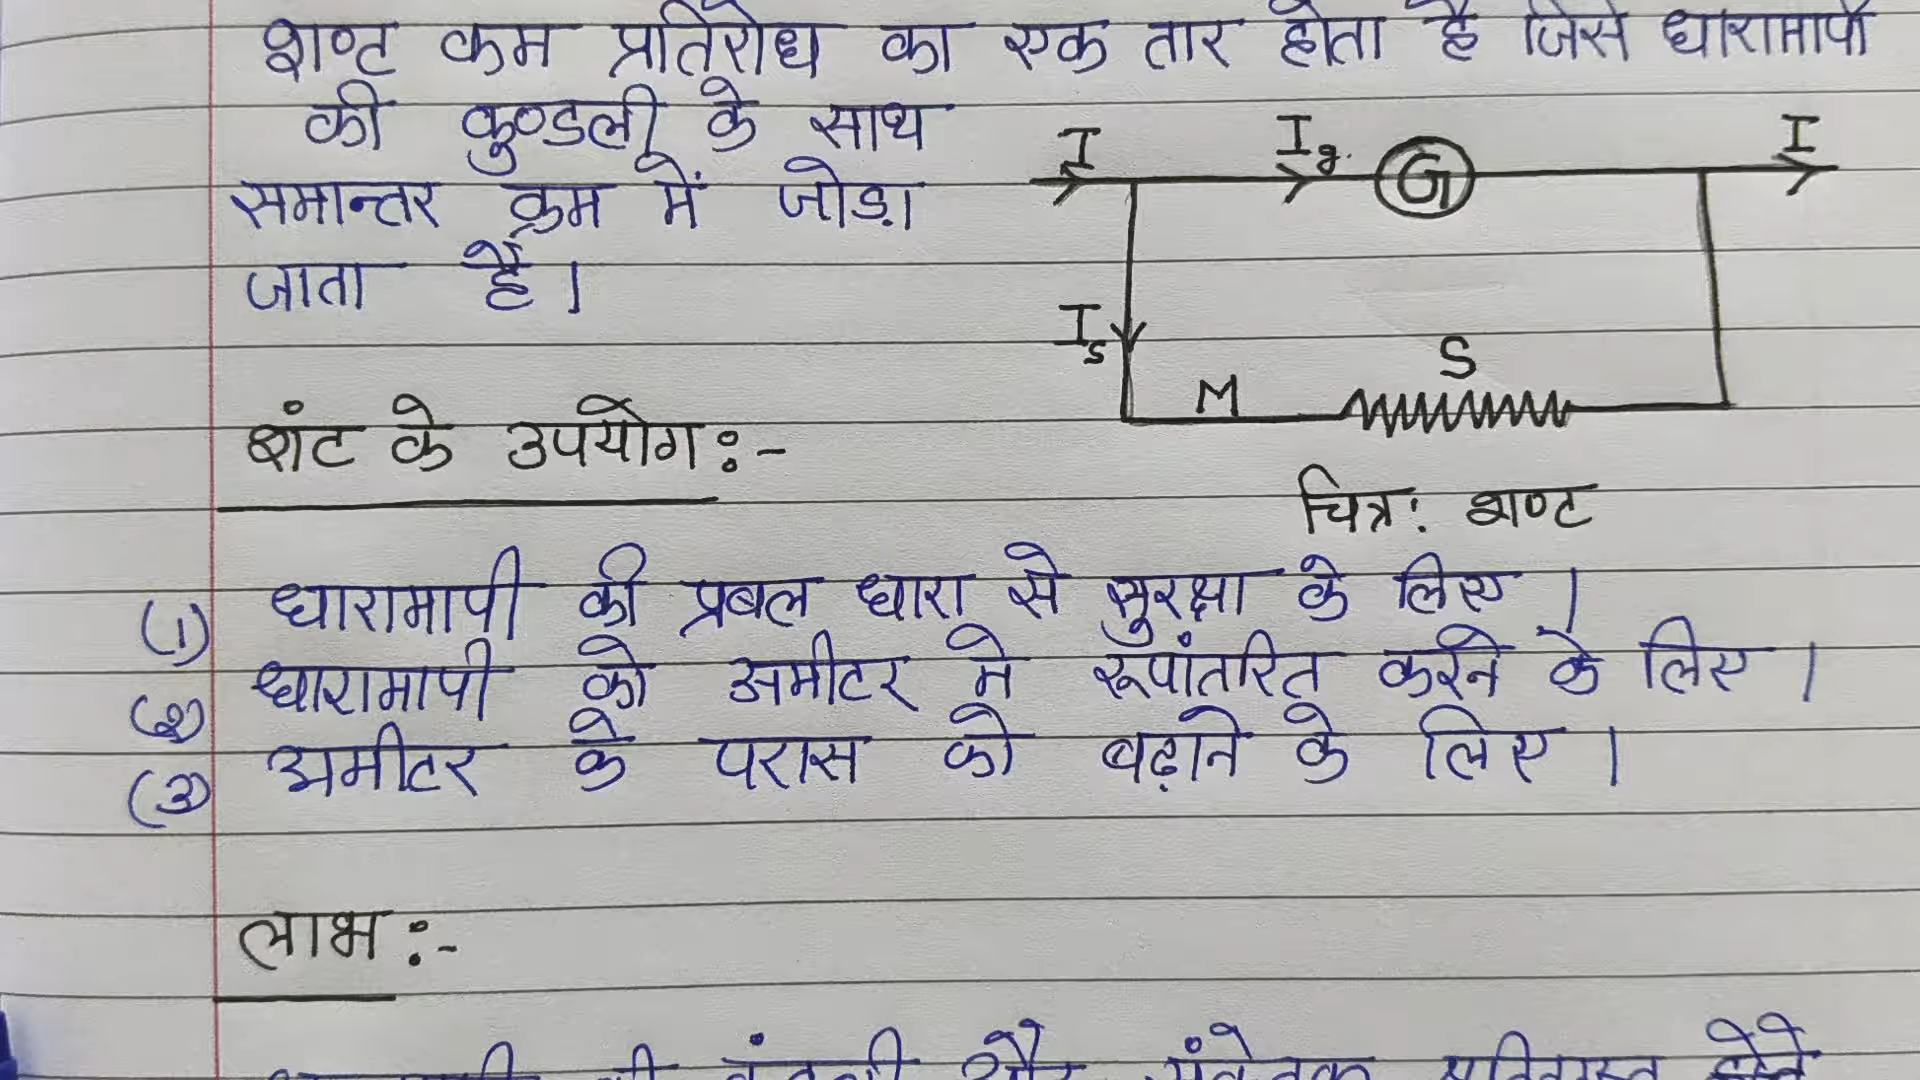 शण्ट कम प्रतिरोध का एक तार होता है जिसे धारामापी
की कुण्डली के साथ
समान्तर क्रम में जोड़ा
जाता है।
I
Ig
G
I
Is
M
S
चित्र: शण्ट
शंट के उपयोग:-
(1) धारामापी की प्रबल धारा से सुरक्षा के लिए।
(2) धारामापी को अमीटर मे रूपांतरित करने के लिए।
(3) अमीटर के परास को बढ़ाने के लिए।
लाभ:-